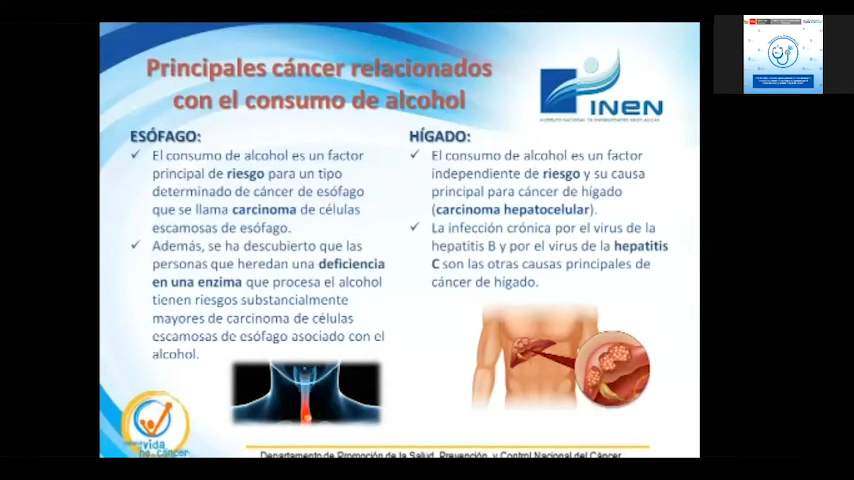 Principales cáncer relacionados
con el consumo de alcohol
INEN
ESÓFAGO:
✓ El consumo de alcohol es un factor
principal de riesgo para un tipo
determinado de cáncer de esófago
que se llama carcinoma de células
escamosas de esófago.
✓ Además, se ha descubierto que las
personas que heredan una deficiencia
en una enzima que procesa el alcohol
tienen riesgos substancialmente
mayores de carcinoma de células
escamosas de esófago asociado con el
alcohol.
HÍGADO:
✓ El consumo de alcohol es un factor
independiente de riesgo y su causa
principal para cáncer de hígado
(carcinoma hepatocelular).
✓ La infección crónica por el virus de la
hepatitis B y por el virus de la hepatitis
C son las otras causas principales de
cáncer de hígado.
vida
no cáncer
Departamento de Promoción de la Salud, Prevención, y Control Nacional del Cáncer